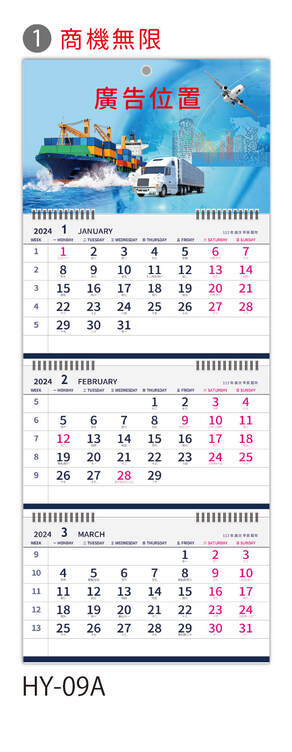 1 商機無限
廣告位置
2024 1 JANUARY
WEEK 一 MONDAY 二 TUESDAY 三 WEDNESDAY 四 THURSDAY 五 FRIDAY 六 SATURDAY 日 SUNDAY
1 1 2 3 4 5 6 7
2 8 9 10 11 12 13 14
3 15 16 17 18 19 20 21
4 22 23 24 25 26 27 28
5 29 30 31
2024 2 FEBRUARY
WEEK 一 MONDAY 二 TUESDAY 三 WEDNESDAY 四 THURSDAY 五 FRIDAY 六 SATURDAY 日 SUNDAY
5 1 2 3 4
6 5 6 7 8 9 10 11
7 12 13 14 15 16 17 18
8 19 20 21 22 23 24 25
9 26 27 28 29
2024 3 MARCH
WEEK 一 MONDAY 二 TUESDAY 三 WEDNESDAY 四 THURSDAY 五 FRIDAY 六 SATURDAY 日 SUNDAY
9 1 2 3
10 4 5 6 7 8 9 10
11 11 12 13 14 15 16 17
12 18 19 20 21 22 23 24
13 25 26 27 28 29 30 31
HY-09A